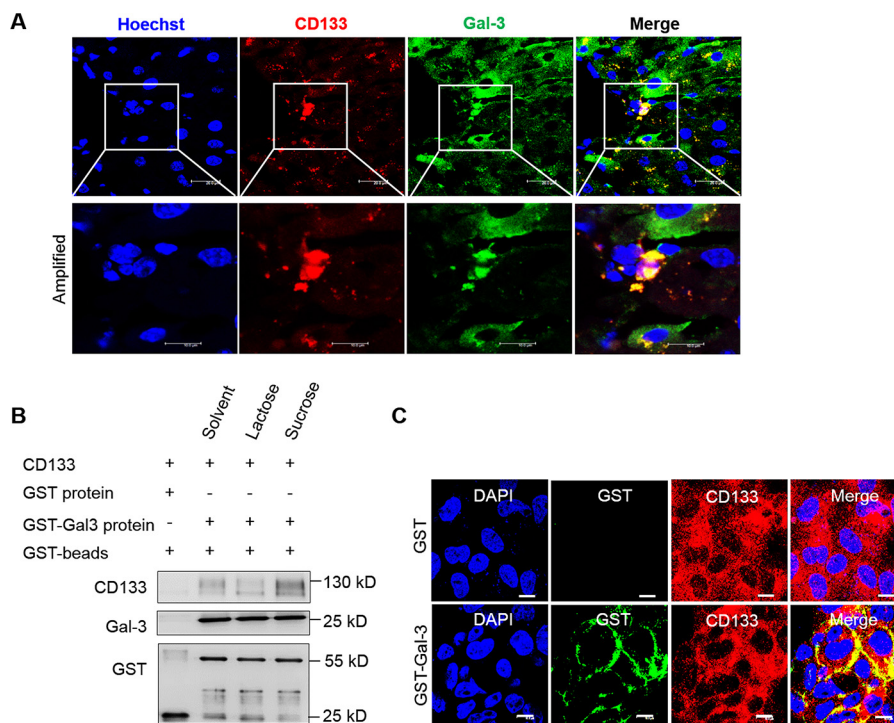 A
Hoechst CD133 Gal-3 Merge
Amplified
B
Solvent Lactose Sucrose
CD133 + + + +
GST protein + - - -
GST-Gal3 protein - + + +
GST-beads + + + +
CD133 130 kD
Gal-3 25 kD
GST 55 kD
25 kD
C
GST
DAPI GST CD133 Merge
GST-Gal-3
DAPI GST CD133 Merge